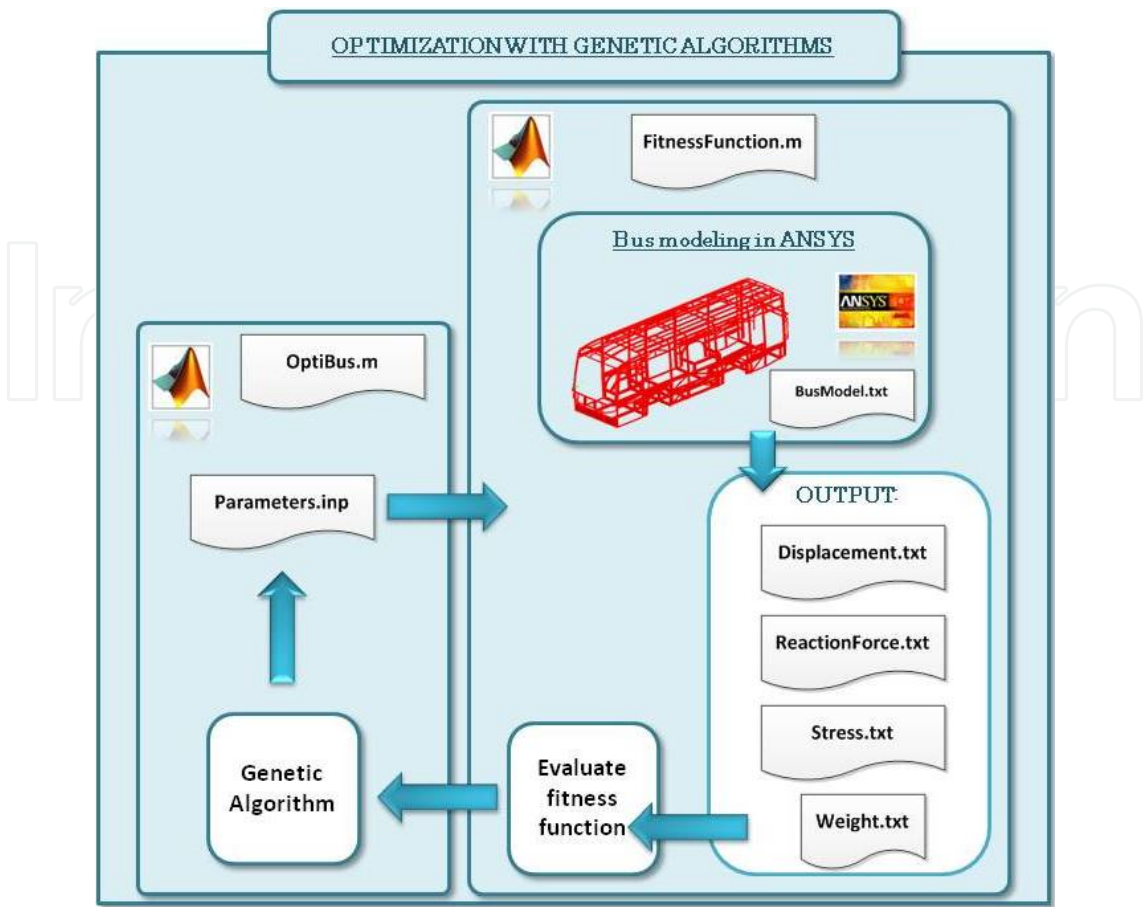 OPTIMIZATION WITH GENETIC ALGORITHMS
FitnessFunction.m
Bus modeling in ANSYS
ANSYS
BusModel.txt
OptiBus.m
Parameters.inp
OUTPUT:
Displacement.txt
ReactionForce.txt
Stress.txt
Weight.txt
Evaluate
fitness
function
Genetic
Algorithm